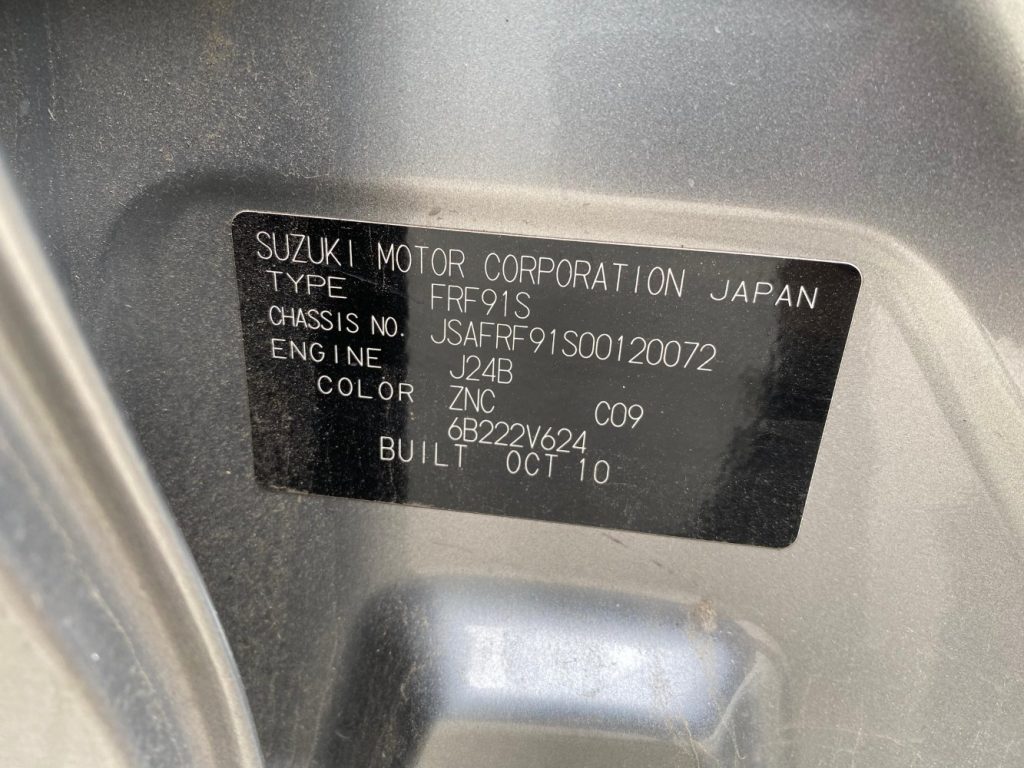 SUZUKI MOTOR CORPORATION JAPAN
TYPE FRF91S
CHASSIS NO. JSAFRF91S00120072
ENGINE J24B
COLOR ZNC C09
6B222V624
BUILT OCT 10